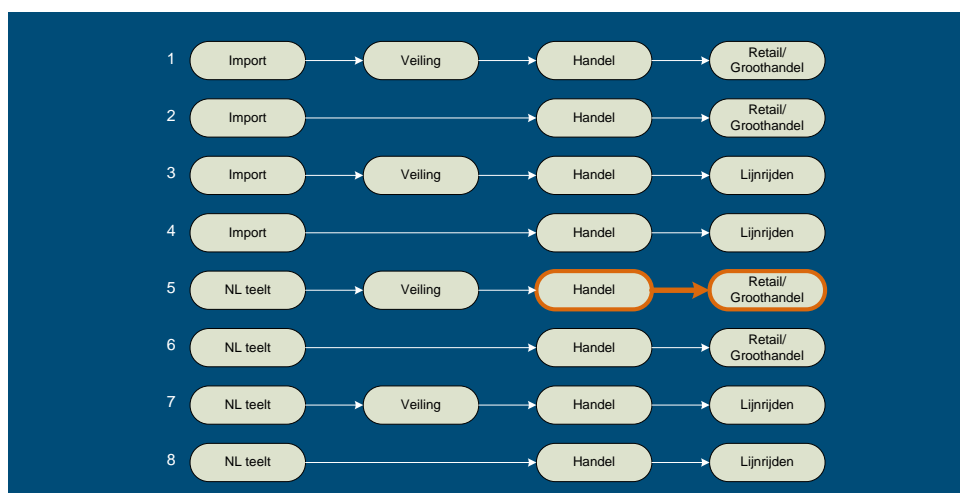 1 Import Veiling Handel Retail/
Groothandel
2 Import Handel Retail/
Groothandel
3 Import Veiling Handel Lijnrijden
4 Import Handel Lijnrijden
5 NL teelt Veiling Handel Retail/
Groothandel
6 NL teelt Handel Retail/
Groothandel
7 NL teelt Veiling Handel Lijnrijden
8 NL teelt Handel Lijnrijden